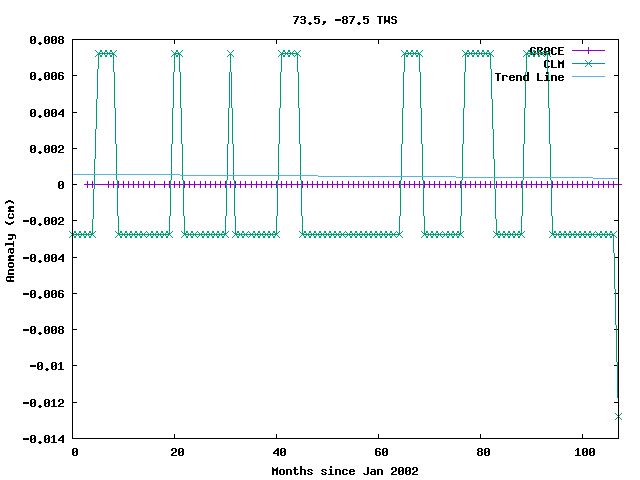 73.5, -87.5 TWS
GRACE
CLM
Trend Line
0.008
0.006
0.004
0.002
0
-0.002
-0.004
-0.006
-0.008
-0.01
-0.012
-0.014
Anomaly (cm)
0 20 40 60 80 100
Months since Jan 2002